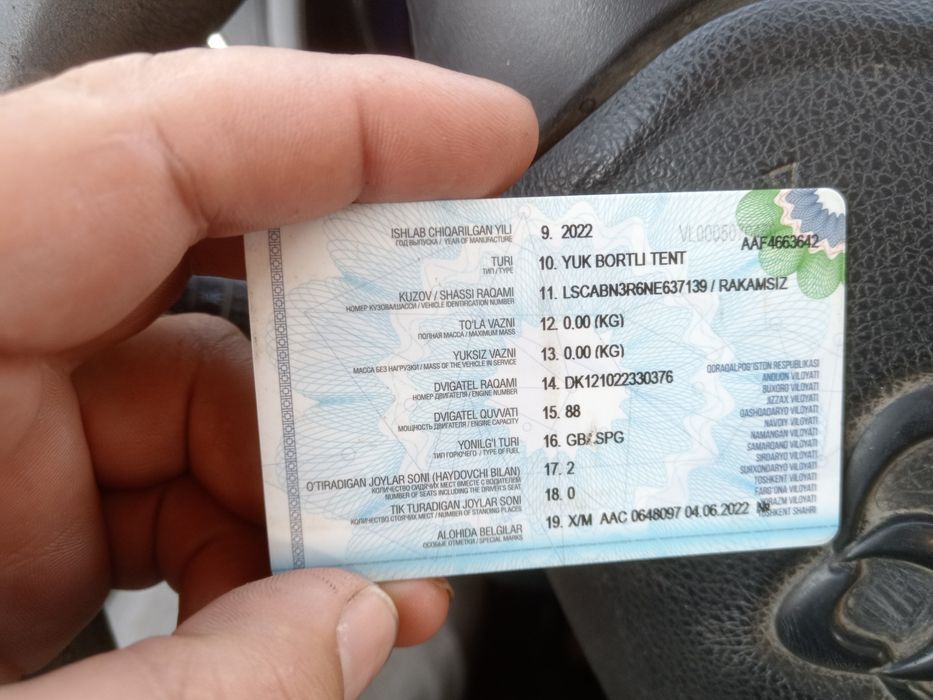 ISHLAB CHIQARILGAN YILI 9. 2022
ГОД ВЫПУСКА / YEAR OF MANUFACTURE
AAF4663642
TURI 10. YUK BORTLI TENT
ТИП / TYPE
KUZOV / SHASSI RAQAMI 11. LSCABN3R6NE637139 / RAKAMSIZ
НОМЕР КУЗОВА/ШАССИ / VEHICLE IDENTIFICATION NUMBER
TO'LA VAZNI 12. 0.00 (KG)
ПОЛНАЯ МАССА / MAXIMUM MASS
YUKSIZ VAZNI 13. 0.00 (KG)
МАССА БЕЗ НАГРУЗКИ / MASS OF THE VEHICLE IN SERVICE
DVIGATEL RAQAMI 14. DK121022330376
НОМЕР ДВИГАТЕЛЯ / ENGINE NUMBER
DVIGATEL QUVVATI 15. 88
МОЩНОСТЬ ДВИГАТЕЛЯ / ENGINE CAPACITY
YONILG'I TURI 16.
ТИП ГОРЮЧЕГО / TYPE OF FUEL
O'TIRADIGAN JOYLAR SONI (HAYDOVCHI BILAN) 17. 2
КОЛИЧЕСТВО СИДЯЧИХ МЕСТ ВМЕСТЕ С ВОДИТЕЛЕМ
NUMBER OF SEATS INCLUDING THE DRIVER'S SEAT
TIK TURADIGAN JOYLAR SONI 18. 0
КОЛИЧЕСТВО СТОЯЧИХ МЕСТ / NUMBER OF STANDING PLACES
ALOHIDA BELGILAR 19. X/M AAC 0648097 04.06.2022 №
ОСОБЫЕ ОТМЕТКИ / SPECIAL MARKS
QORAQALPOG'ISTON RESPUBLIKASI
ANDIJON VILOYATI
BUXORO VILOYATI
JIZZAX VILOYATI
QASHQADARYO VILOYATI
NAVOIY VILOYATI
NAMANGAN VILOYATI
SAMARQAND VILOYATI
SIRDARYO VILOYATI
SURXONDARYO VILOYATI
TOSHKENT VILOYATI
FARG'ONA VILOYATI
XORAZM VILOYATI
TOSHKENT SHAHRI